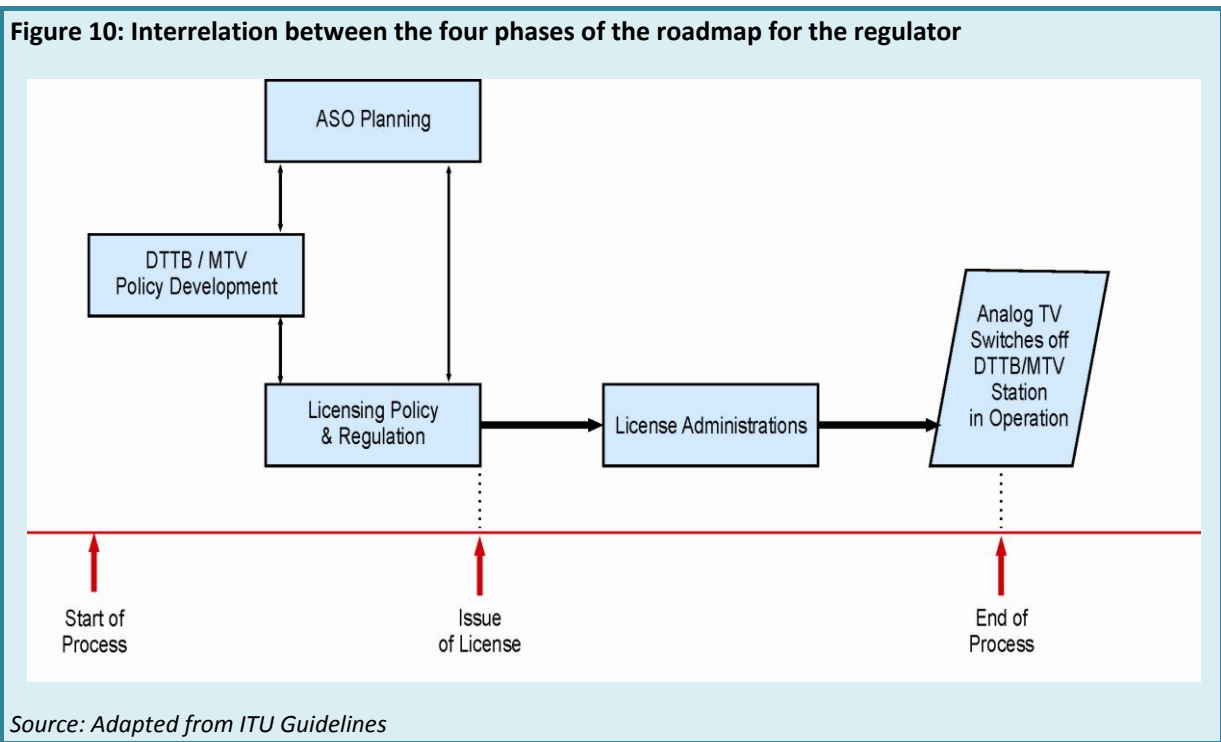 Figure 10: Interrelation between the four phases of the roadmap for the regulator
ASO Planning
DTTB / MTV
Policy Development
Licensing Policy
& Regulation
License Administrations
Analog TV
Switches off
DTTB/MTV
Station
in Operation
Start of
Process
Issue
of License
End of
Process
Source: Adapted from ITU Guidelines